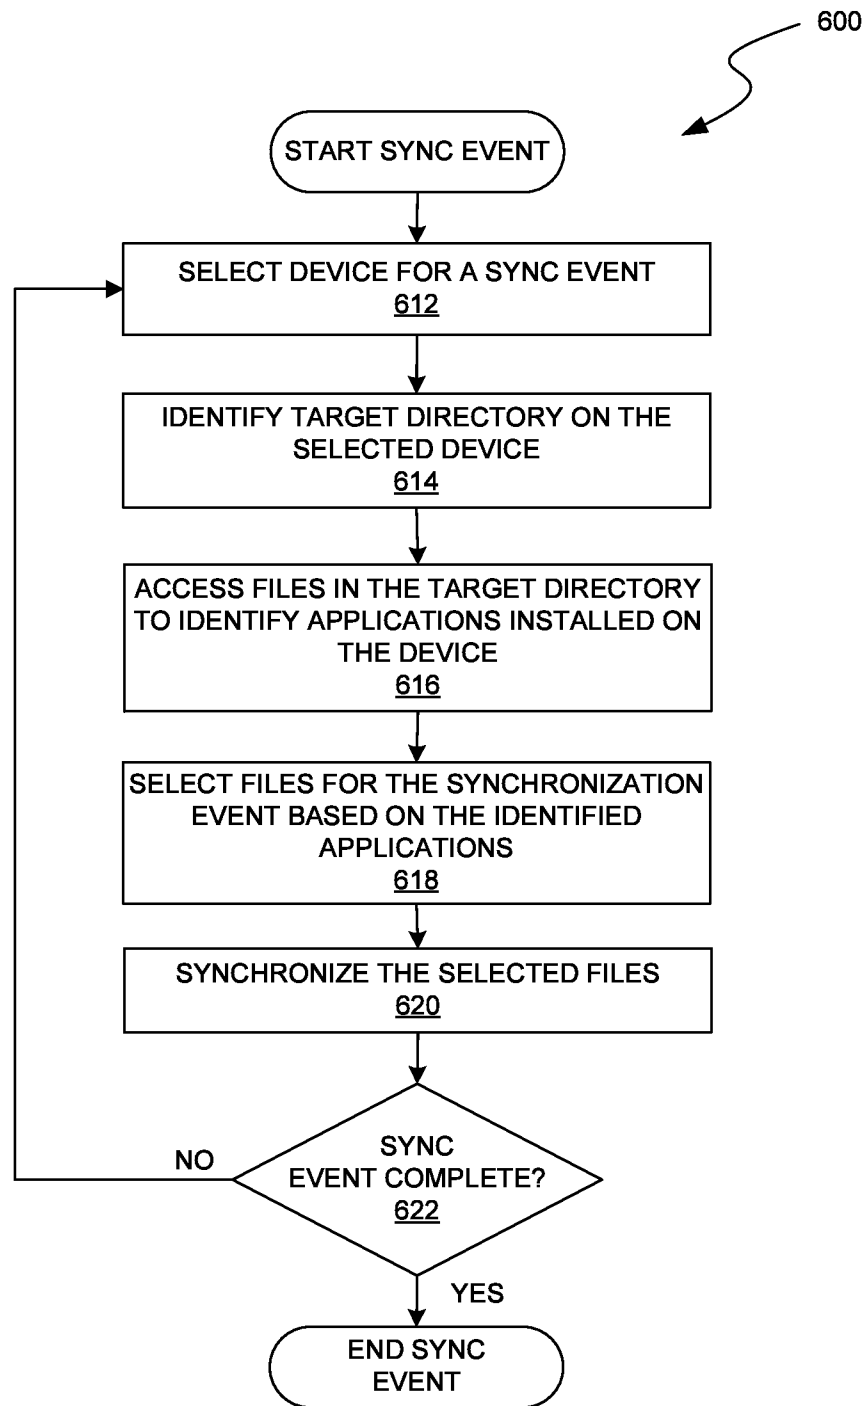 600
START SYNC EVENT
SELECT DEVICE FOR A SYNC EVENT
612
IDENTIFY TARGET DIRECTORY ON THE
SELECTED DEVICE
614
ACCESS FILES IN THE TARGET DIRECTORY
TO IDENTIFY APPLICATIONS INSTALLED ON
THE DEVICE
616
SELECT FILES FOR THE SYNCHRONIZATION
EVENT BASED ON THE IDENTIFIED
APPLICATIONS
618
SYNCHRONIZE THE SELECTED FILES
620
SYNC
EVENT COMPLETE?
622
NO
YES
END SYNC
EVENT